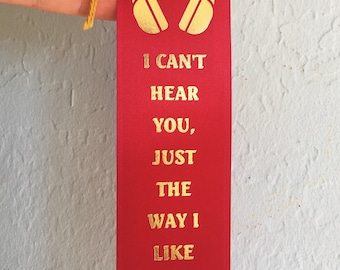 I CAN'T
HEAR
YOU,
JUST
THE
WAY I
LIKE